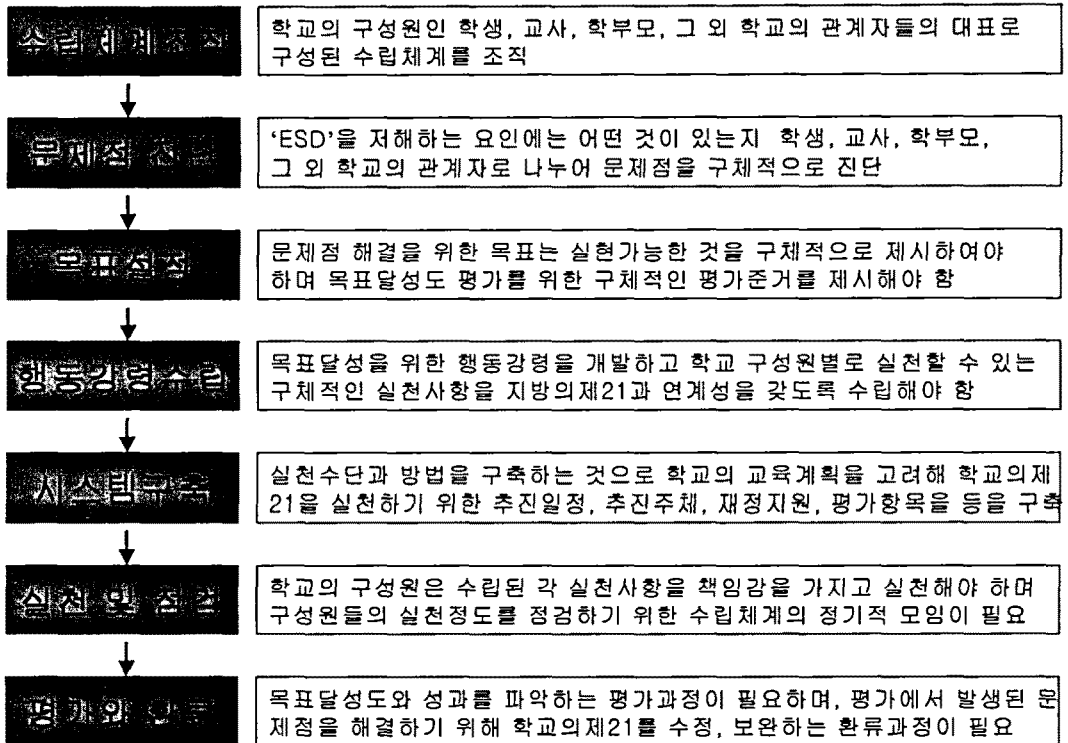 수립체계조직
학교의 구성원인 학생, 교사, 학부모, 그 외 학교의 관계자들의 대표로
구성된 수립체계를 조직
문제점 진단
'ESD'을 저해하는 요인에는 어떤 것이 있는지 학생, 교사, 학부모,
그 외 학교의 관계자로 나누어 문제점을 구체적으로 진단
목표설정
문제점 해결을 위한 목표는 실현가능한 것을 구체적으로 제시하여야
하며 목표달성도 평가를 위한 구체적인 평가준거를 제시해야 함
행동강령수립
목표달성을 위한 행동강령을 개발하고 학교 구성원별로 실천할 수 있는
구체적인 실천사항을 지방의제21과 연계성을 갖도록 수립해야 함
시스템구축
실천수단과 방법을 구축하는 것으로 학교의 교육계획을 고려해 학교의제
21을 실천하기 위한 추진일정, 추진주체, 재정지원, 평가항목을 등을 구축
실천 및 점검
학교의 구성원은 수립된 각 실천사항을 책임감을 가지고 실천해야 하며
구성원들의 실천정도를 점검하기 위한 수립체계의 정기적 모임이 필요
평가와 환류
목표달성도와 성과를 파악하는 평가과정이 필요하며, 평가에서 발생된 문
제점을 해결하기 위해 학교의제21를 수정, 보완하는 환류과정이 필요